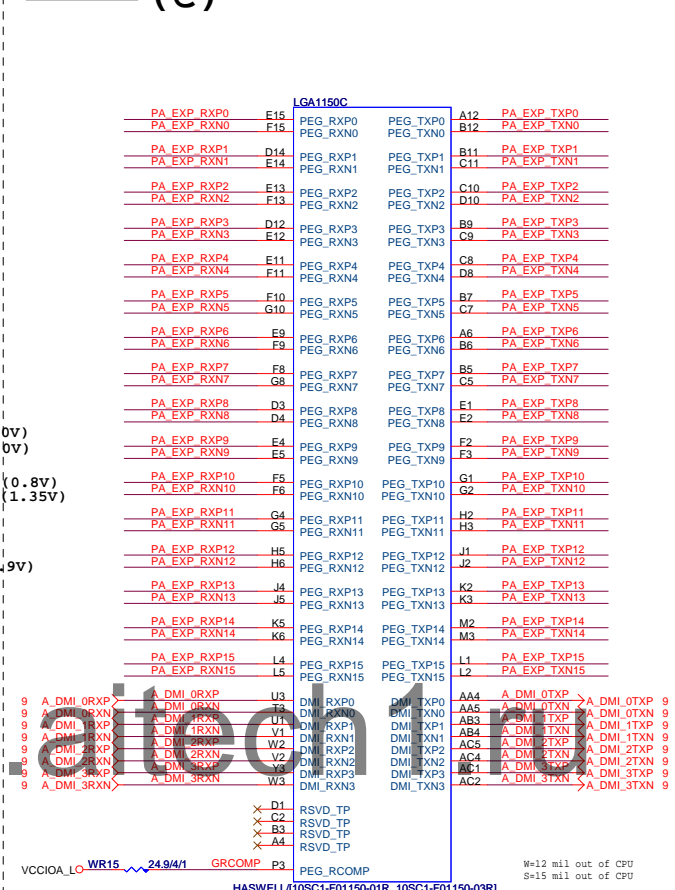 (C)
LGA1150C
PA_EXP_RXP0 E15 PEG_RXP0 PEG_TXP0 A12 PA_EXP_TXP0
PA_EXP_RXN0 F15 PEG_RXN0 PEG_TXN0 B12 PA_EXP_TXN0
PA_EXP_RXP1 D14 PEG_RXP1 PEG_TXP1 B11 PA_EXP_TXP1
PA_EXP_RXN1 E14 PEG_RXN1 PEG_TXN1 C11 PA_EXP_TXN1
PA_EXP_RXP2 E13 PEG_RXP2 PEG_TXP2 C10 PA_EXP_TXP2
PA_EXP_RXN2 F13 PEG_RXN2 PEG_TXN2 D10 PA_EXP_TXN2
PA_EXP_RXP3 D12 PEG_RXP3 PEG_TXP3 B9 PA_EXP_TXP3
PA_EXP_RXN3 E12 PEG_RXN3 PEG_TXN3 C9 PA_EXP_TXN3
PA_EXP_RXP4 E11 PEG_RXP4 PEG_TXP4 C8 PA_EXP_TXP4
PA_EXP_RXN4 F11 PEG_RXN4 PEG_TXN4 D8 PA_EXP_TXN4
PA_EXP_RXP5 F10 PEG_RXP5 PEG_TXP5 B7 PA_EXP_TXP5
PA_EXP_RXN5 G10 PEG_RXN5 PEG_TXN5 C7 PA_EXP_TXN5
PA_EXP_RXP6 E9 PEG_RXP6 PEG_TXP6 A6 PA_EXP_TXP6
PA_EXP_RXN6 F9 PEG_RXN6 PEG_TXN6 B6 PA_EXP_TXN6
PA_EXP_RXP7 F8 PEG_RXP7 PEG_TXP7 B5 PA_EXP_TXP7
PA_EXP_RXN7 G8 PEG_RXN7 PEG_TXN7 C5 PA_EXP_TXN7
PA_EXP_RXP8 D3 PEG_RXP8 PEG_TXP8 E1 PA_EXP_TXP8
PA_EXP_RXN8 D4 PEG_RXN8 PEG_TXN8 E2 PA_EXP_TXN8
0V)
PA_EXP_RXP9 E4 PEG_RXP9 PEG_TXP9 F2 PA_EXP_TXP9
0V)
PA_EXP_RXN9 E5 PEG_RXN9 PEG_TXN9 F3 PA_EXP_TXN9
(0.8V)
PA_EXP_RXP10 F5 PEG_RXP10 PEG_TXP10 G1 PA_EXP_TXP10
(1.35V)
PA_EXP_RXN10 F6 PEG_RXN10 PEG_TXN10 G2 PA_EXP_TXN10
PA_EXP_RXP11 G4 PEG_RXP11 PEG_TXP11 H2 PA_EXP_TXP11
PA_EXP_RXN11 G5 PEG_RXN11 PEG_TXN11 H3 PA_EXP_TXN11
PA_EXP_RXP12 H5 PEG_RXP12 PEG_TXP12 J1 PA_EXP_TXP12
PA_EXP_RXN12 H6 PEG_RXN12 PEG_TXN12 J2 PA_EXP_TXN12
.9V)
PA_EXP_RXP13 J4 PEG_RXP13 PEG_TXP13 K2 PA_EXP_TXP13
PA_EXP_RXN13 J5 PEG_RXN13 PEG_TXN13 K3 PA_EXP_TXN13
PA_EXP_RXP14 K5 PEG_RXP14 PEG_TXP14 M2 PA_EXP_TXP14
PA_EXP_RXN14 K6 PEG_RXN14 PEG_TXN14 M3 PA_EXP_TXN14
PA_EXP_RXP15 L4 PEG_RXP15 PEG_TXP15 L1 PA_EXP_TXP15
PA_EXP_RXN15 L5 PEG_RXN15 PEG_TXN15 L2 PA_EXP_TXN15
9 A_DMI_0RXP A_DMI_0RXP U3 DMI_RXP0 DMI_TXP0 AA4 A_DMI_0TXP A_DMI_0TXP 9
9 A_DMI_0RXN A_DMI_0RXN T3 DMI_RXN0 DMI_TXN0 AA5 A_DMI_0TXN A_DMI_0TXN 9
9 A_DMI_1RXP A_DMI_1RXP U1 DMI_RXP1 DMI_TXP1 AB3 A_DMI_1TXP A_DMI_1TXP 9
9 A_DMI_1RXN A_DMI_1RXN V1 DMI_RXN1 DMI_TXN1 AB4 A_DMI_1TXN A_DMI_1TXN 9
9 A_DMI_2RXP A_DMI_2RXP W2 DMI_RXP2 DMI_TXP2 AC5 A_DMI_2TXP A_DMI_2TXP 9
9 A_DMI_2RXN A_DMI_2RXN V2 DMI_RXN2 DMI_TXN2 AC4 A_DMI_2TXN A_DMI_2TXN 9
9 A_DMI_3RXP A_DMI_3RXP Y3 DMI_RXP3 DMI_TXP3 AC1 A_DMI_3TXP A_DMI_3TXP 9
9 A_DMI_3RXN A_DMI_3RXN W3 DMI_RXN3 DMI_TXN3 AC2 A_DMI_3TXN A_DMI_3TXN 9
.aitech1.ru
D1 RSVD_TP
C2 RSVD_TP
B3 RSVD_TP
A4 RSVD_TP
VCCIOA_L WR15 24.9/4/1 GRCOMP P3 PEG_RCOMP
W=12 mil out of CPU
S=15 mil out of CPU
HASWELL/[10SC1-F01150-01R, 10SC1-F01150-03R]